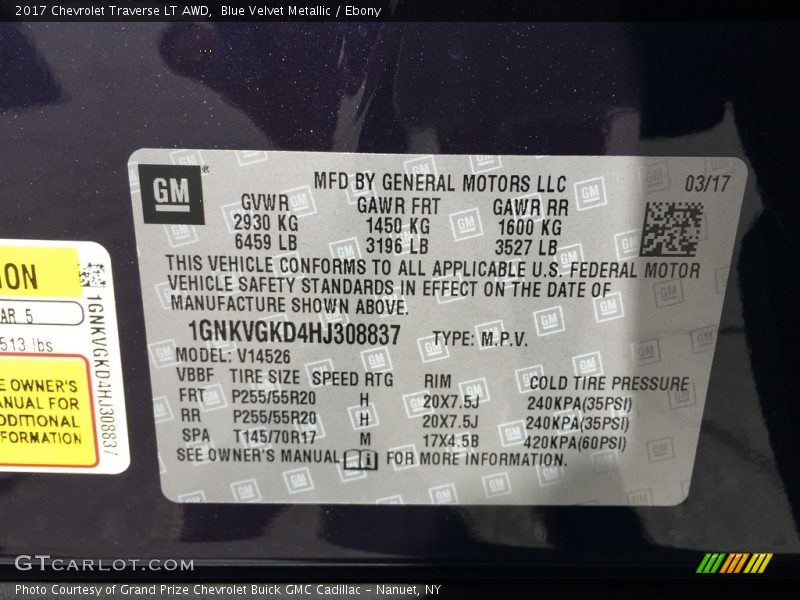 2017 Chevrolet Traverse LT AWD,  Blue Velvet Metallic / Ebony
GM ®
MFD BY GENERAL MOTORS LLC 03/17
GVWR GAWR FRT GAWR RR
2930 KG 1450 KG 1600 KG
6459 LB 3196 LB 3527 LB
THIS VEHICLE CONFORMS TO ALL APPLICABLE U.S. FEDERAL MOTOR
VEHICLE SAFETY STANDARDS IN EFFECT ON THE DATE OF
MANUFACTURE SHOWN ABOVE.
1GNKVGKD4HJ308837 TYPE: M.P.V.
MODEL: V14526
VBBF TIRE SIZE SPEED RTG RIM COLD TIRE PRESSURE
FRT P255/55R20 H 20X7.5J 240KPA(35PSI)
RR P255/55R20 H 20X7.5J 240KPA(35PSI)
SPA T145/70R17 M 17X4.5B 420KPA(60PSI)
SEE OWNER'S MANUAL FOR MORE INFORMATION.
ION
AR 5
513 lbs
E OWNER'S
ANUAL FOR
DDITIONAL
FORMATION
1GNKVGKD4HJ308837
GTCARLOT.COM
Photo Courtesy of Grand Prize Chevrolet Buick GMC Cadillac - Nanuet, NY